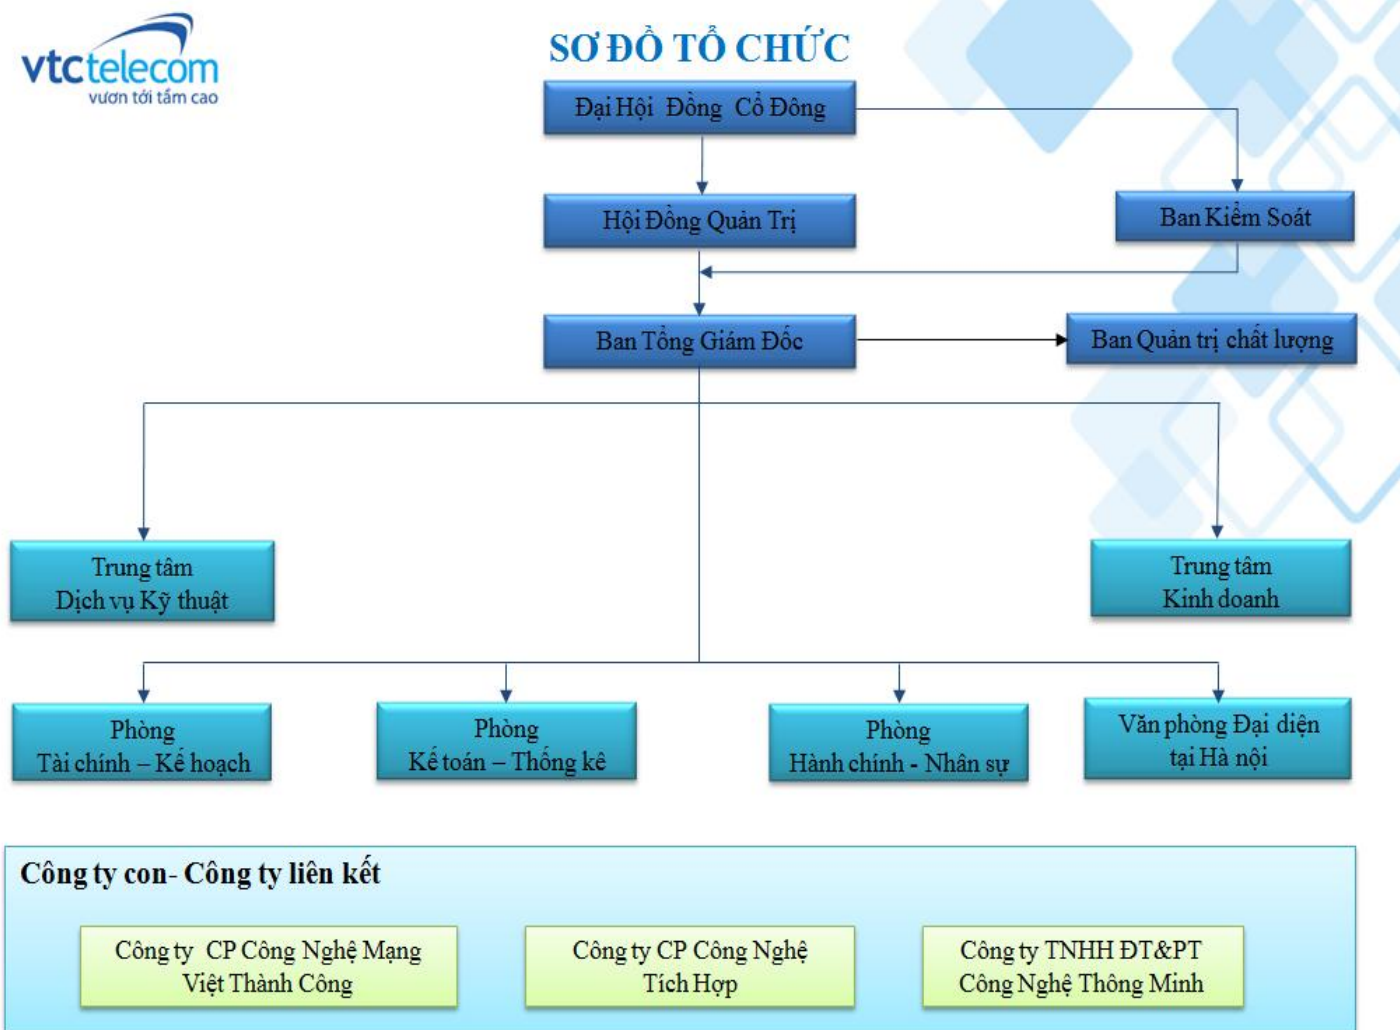 vtctelecom
vươn tới tầm cao
SƠ ĐỒ TỔ CHỨC
Đại Hội Đồng Cổ Đông
Hội Đồng Quản Trị
Ban Kiểm Soát
Ban Tổng Giám Đốc
Ban Quản trị chất lượng
Trung tâm
Dịch vụ Kỹ thuật
Trung tâm
Kinh doanh
Phòng
Tài chính – Kế hoạch
Phòng
Kế toán – Thống kê
Phòng
Hành chính - Nhân sự
Văn phòng Đại diện
tại Hà nội
Công ty con- Công ty liên kết
Công ty CP Công Nghệ Mạng
Việt Thành Công
Công ty CP Công Nghệ
Tích Hợp
Công ty TNHH ĐT&PT
Công Nghệ Thông Minh